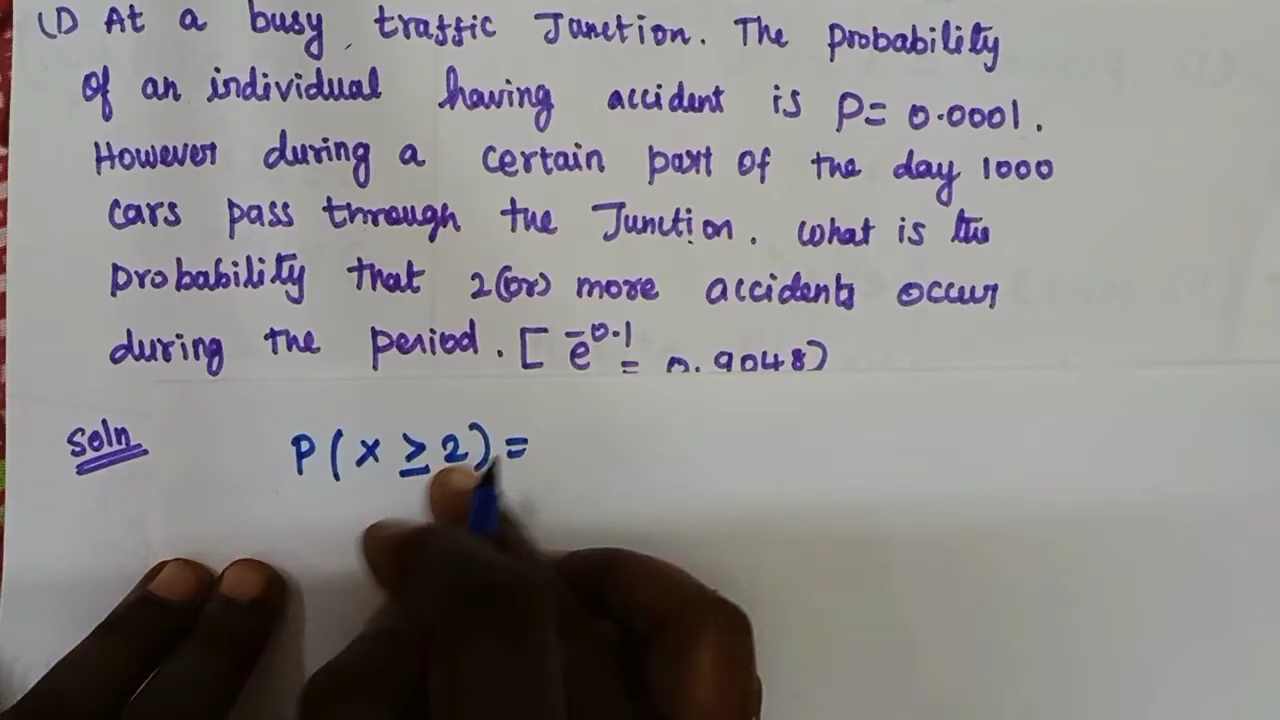 (1) At a busy traffic Junction. The probability
of an individual having accident is P= 0.0001.
However during a certain part of the day 1000
cars pass through the Junction. what is the
probability that 2(or) more accidents occur
during the period. [ e^-0.1 = 0.9048)
Soln P(x ≥ 2) =